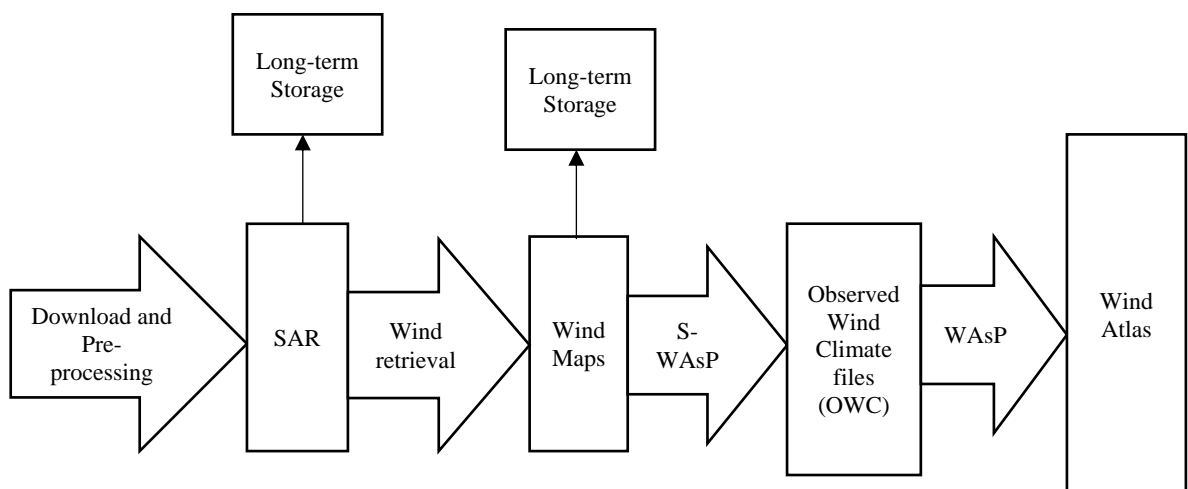 Long-term
Storage
Long-term
Storage
Download and
Pre-
processing
SAR
Wind
retrieval
Wind
Maps
S-
WAsP
Observed
Wind
Climate
files
(OWC)
WAsP
Wind
Atlas